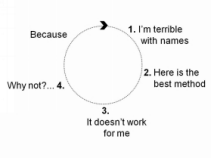 Because
1. I'm terrible
with names
2. Here is the
best method
3.
It doesn't work
for me
Why not?... 4.